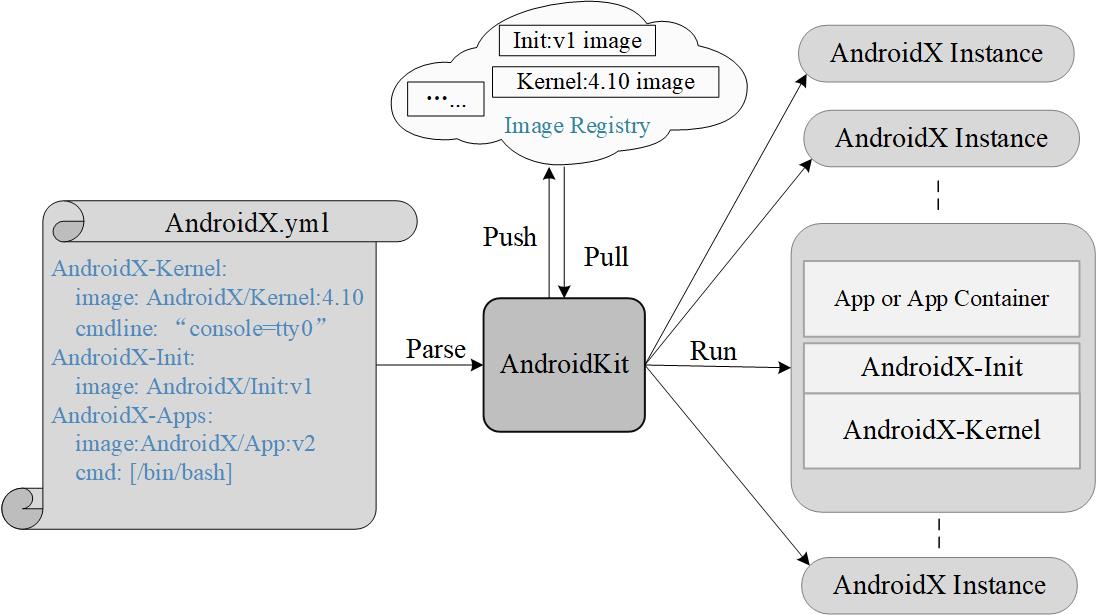 Init:v1 image
Kernel:4.10 image
...…
Image Registry
AndroidX.yml
AndroidX-Kernel:
image: AndroidX/Kernel:4.10
cmdline: “console=tty0”
AndroidX-Init:
image: AndroidX/Init:v1
AndroidX-Apps:
image:AndroidX/App:v2
cmd: [/bin/bash]
Parse
Push
Pull
AndroidKit
Run
AndroidX Instance
AndroidX Instance
App or App Container
AndroidX-Init
AndroidX-Kernel
AndroidX Instance